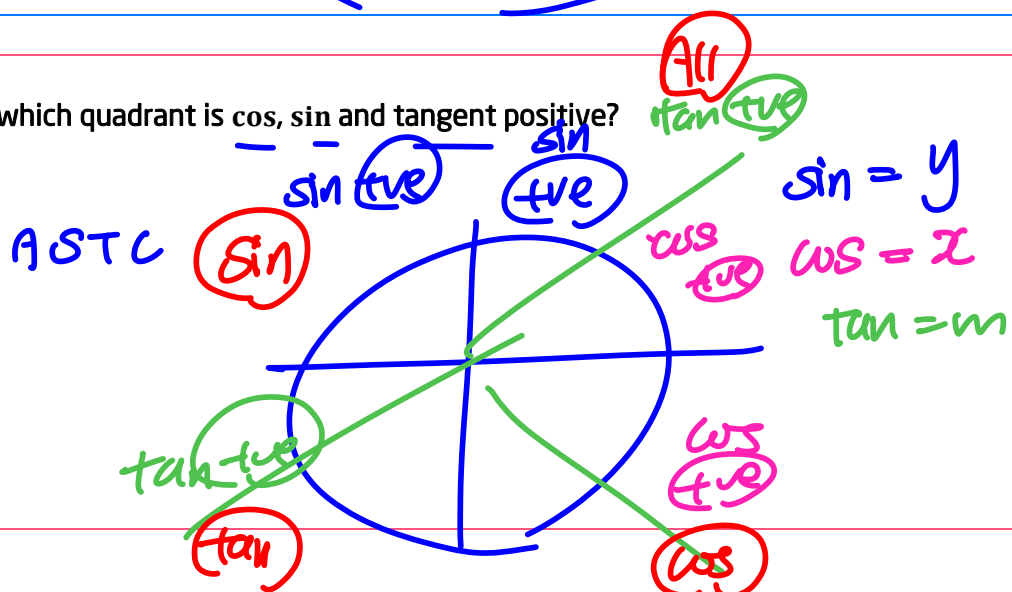 All
which quadrant is cos, sin and tangent positive?
tan +ve
sin
sin +ve
+ve
sin = y
ASTC
sin
cos
+ve
cos = x
tan = m
cos
+ve
tan +ve
tan
cos